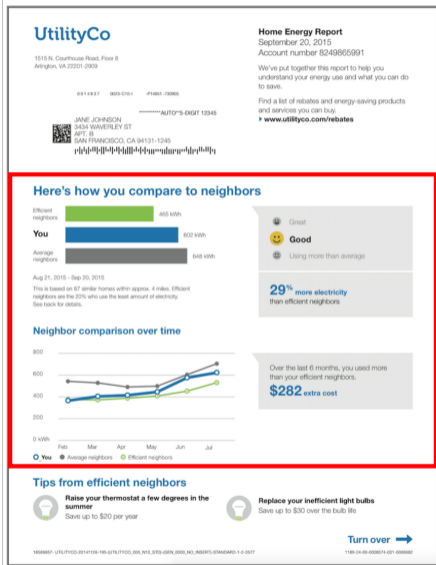 UtilityCo
1515 N. Courthouse Road, Floor 8
Arlington, VA 22201-2909
Home Energy Report
September 20, 2015
Account number 8249865991
We've put together this report to help you
understand your energy use and what you can do
to save.
Find a list of rebates and energy-saving products
and services you can buy.
www.utilityco.com/rebates
AUTO**5-DIGIT 12345
JANE JOHNSON
3434 WAVERLEY ST
APT. B
SAN FRANCISCO, CA 94131-1245
Here's how you compare to neighbors
Efficient
neighbors
465 kWh
You
602 kWh
Average
neighbors
648 kWh
Great
Good
Using more than average
Aug 21, 2015 - Sep 20, 2015
This is based on 87 similar homes within approx. 4 miles. Efficient
neighbors are the 20% who use the least amount of electricity.
See back for details.
29% more electricity
than efficient neighbors
Neighbor comparison over time
800
600
400
200
0 kWh
Feb Mar Apr May Jun Jul
You Average neighbors Efficient neighbors
Over the last 6 months, you used more
than your efficient neighbors.
$282 extra cost
Tips from efficient neighbors
Raise your thermostat a few degrees in the
summer
Save up to $20 per year
Replace your inefficient light bulbs
Save up to $30 over the bulb life
Turn over